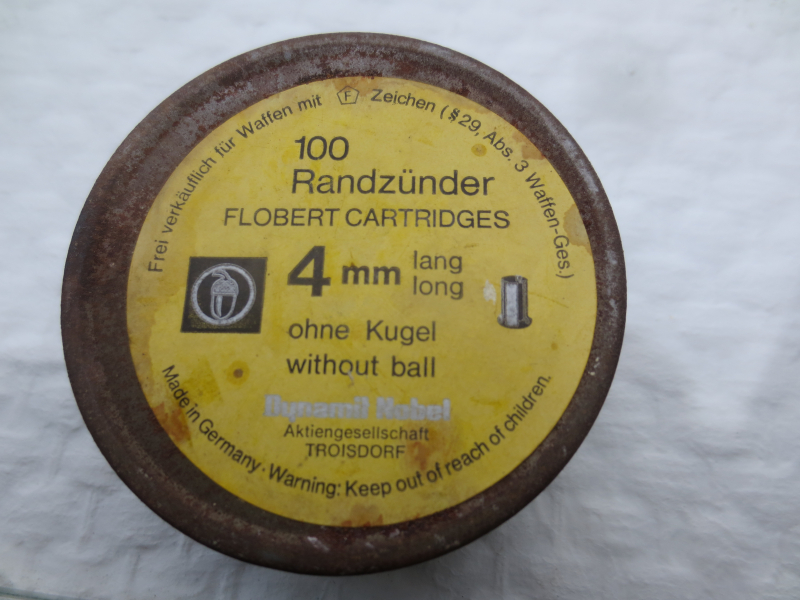 Frei verkäuflich für Waffen mit F Zeichen (§ 29, Abs. 3 Waffen-Ges.)
100
Randzünder
FLOBERT CARTRIDGES
4 mm lang
long
ohne Kugel
without ball
Dynamit Nobel
Aktiengesellschaft
TROISDORF
Made in Germany · Warning: Keep out of reach of children.